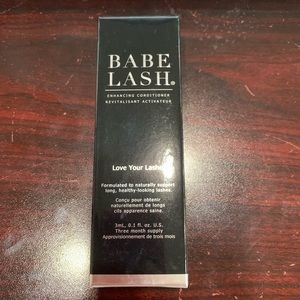 BABE
LASH®
ENHANCING CONDITIONER
REVITALISANT ACTIVATEUR
Love Your Lashes
Formulated to naturally support
long, healthy-looking lashes.
Conçu pour obtenir
naturellement de longs
cils apparence saine.
3mL, 0.1 fl. oz. U.S.
Three month supply
Approvisionnement de trois mois